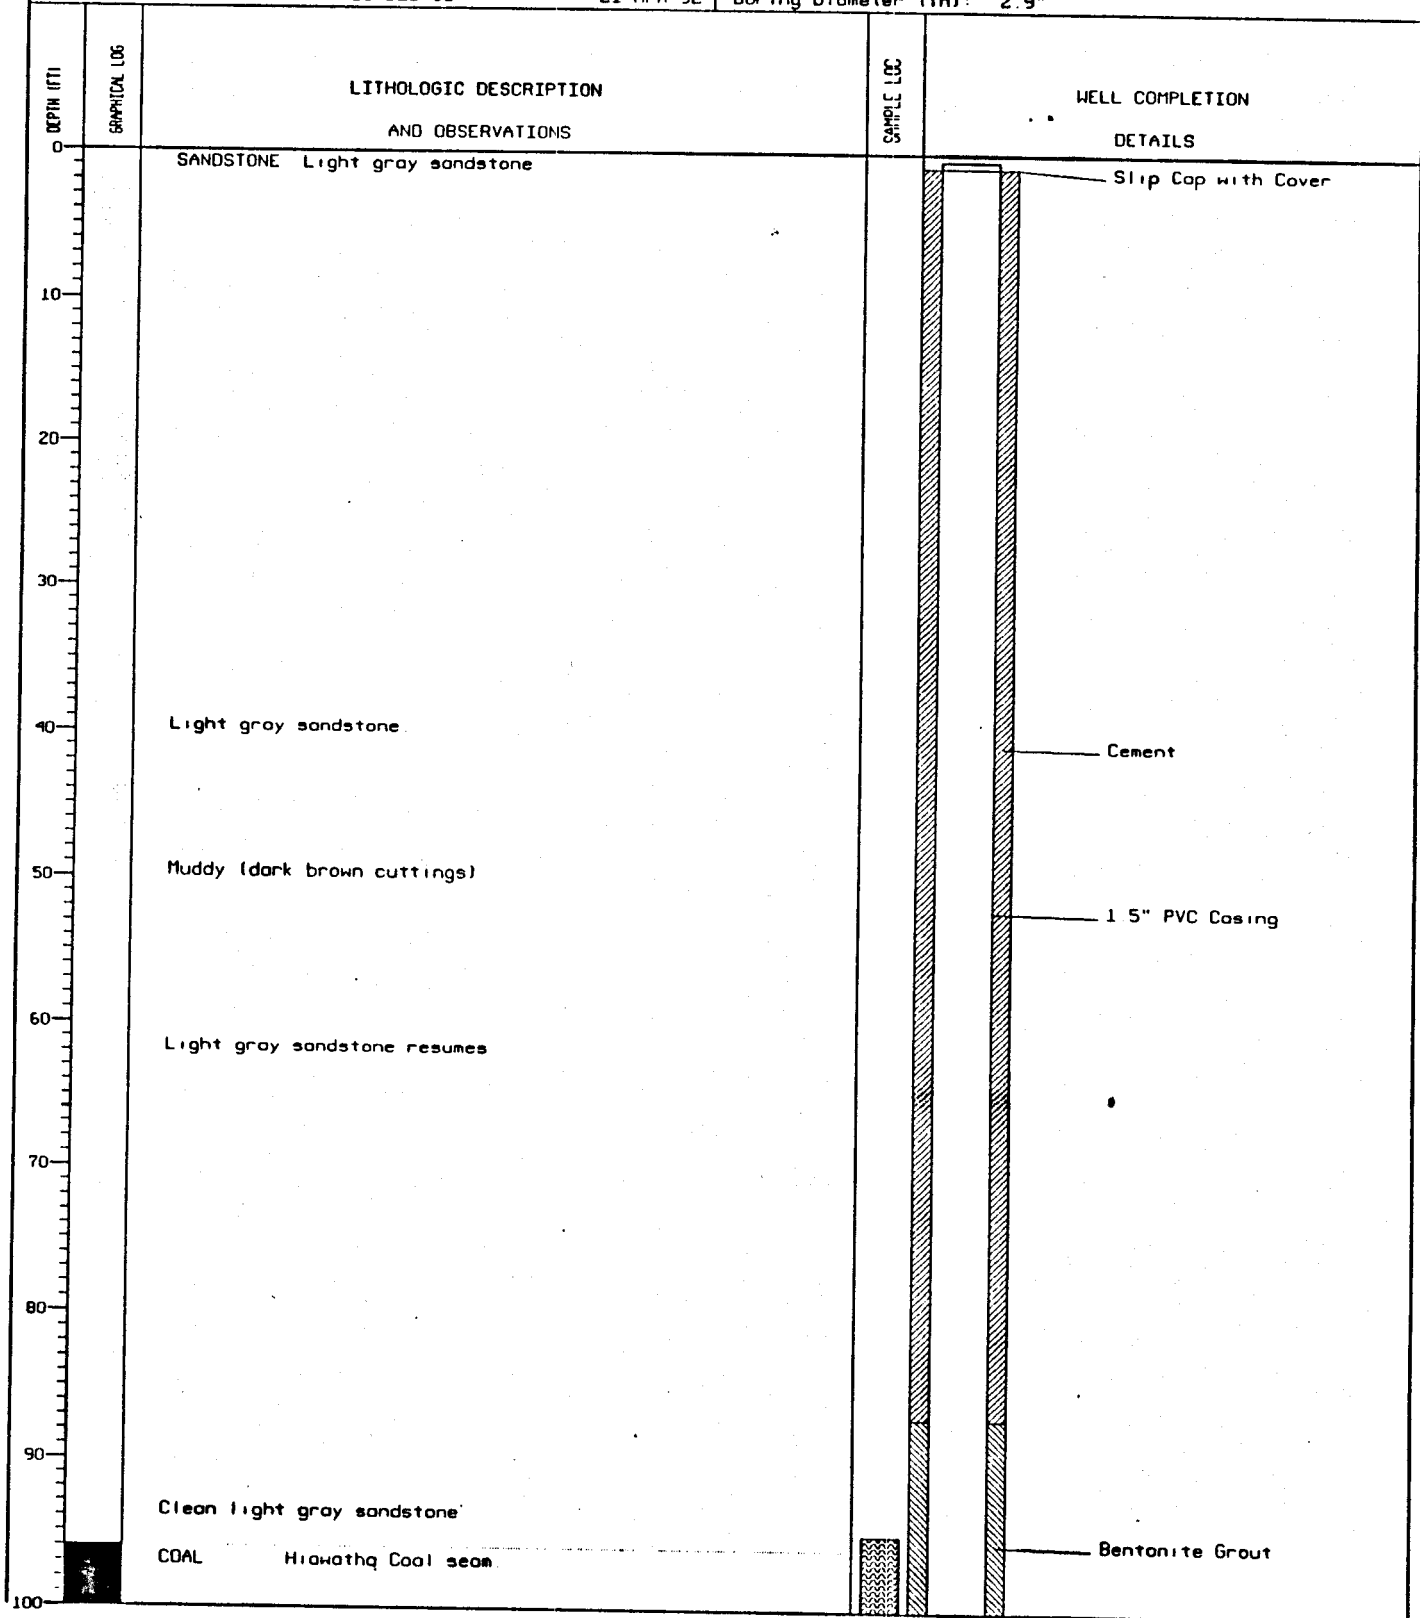 Boring Diameter (in): 2.9"
DEPTH (FT)
GRAPHICAL LOG
LITHOLOGIC DESCRIPTION
AND OBSERVATIONS
SAMPLE LOC
WELL COMPLETION
DETAILS
0
SANDSTONE Light gray sandstone
Slip Cap with Cover
10
20
30
40
Light gray sandstone
Cement
50
Muddy (dark brown cuttings)
1.5" PVC Casing
60
Light gray sandstone resumes
70
80
90
Clean light gray sandstone
COAL Hiawatha Coal seam
Bentonite Grout
100